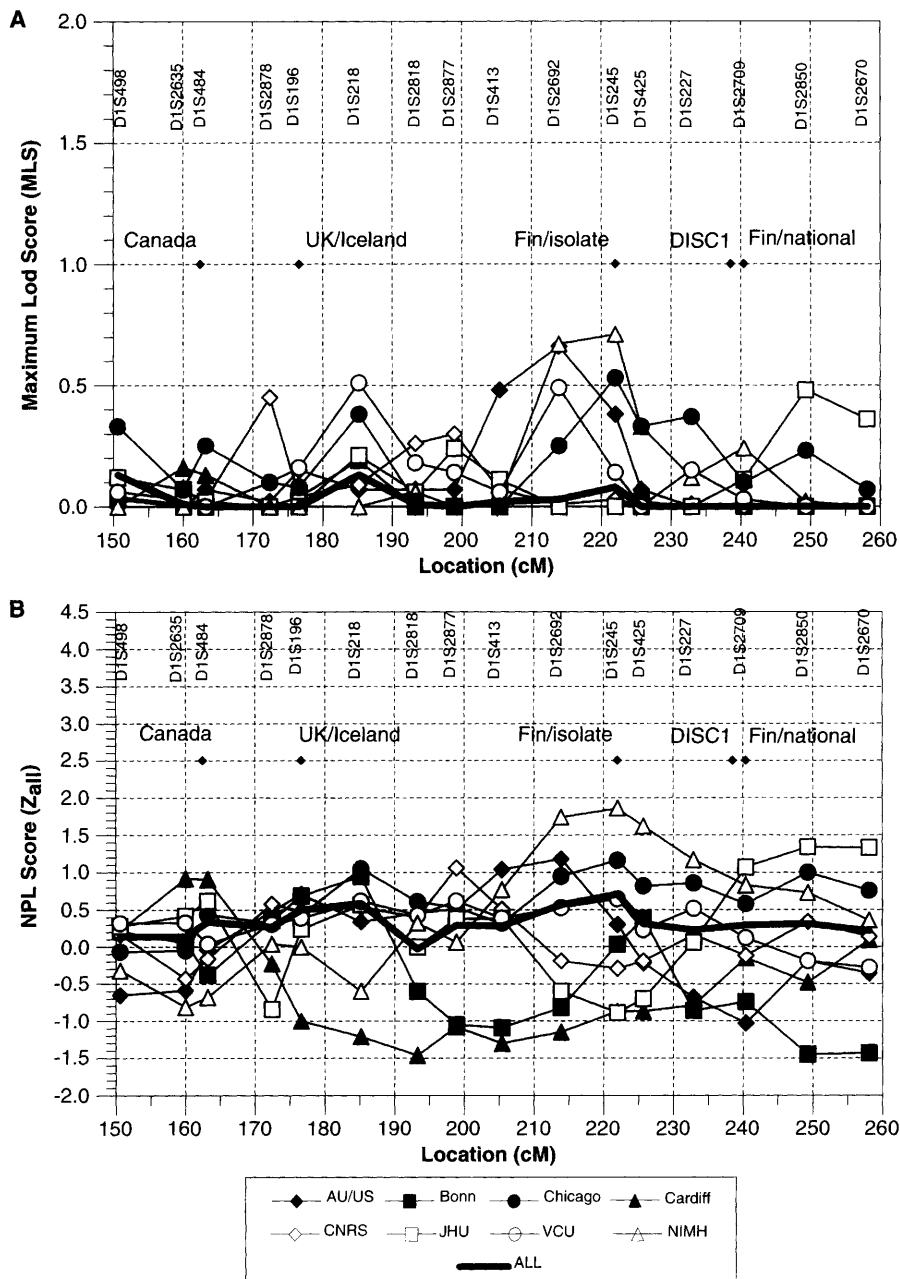 A
2.0
1.5
1.0
0.5
0.0
Maximum Lod Score (MLS)
D1S498
D1S2635
D1S484
D1S2878
D1S196
D1S218
D1S2818
D1S2877
D1S413
D1S2692
D1S245
D1S425
D1S227
D1S2709
D1S2850
D1S2670
Canada
UK/Iceland
Fin/isolate
DISC1
Fin/national
150 160 170 180 190 200 210 220 230 240 250 260
Location (cM)
B
4.5
4.0
3.5
3.0
2.5
2.0
1.5
1.0
0.5
0.0
-0.5
-1.0
-1.5
-2.0
NPL Score (Zall)
D1S498
D1S2635
D1S484
D1S2878
D1S196
D1S218
D1S2818
D1S2877
D1S413
D1S2692
D1S245
D1S425
D1S227
D1S2709
D1S2850
D1S2670
Canada
UK/Iceland
Fin/isolate
DISC1
Fin/national
150 160 170 180 190 200 210 220 230 240 250 260
Location (cM)
AU/US Bonn Chicago Cardiff
CNRS JHU VCU NIMH
ALL